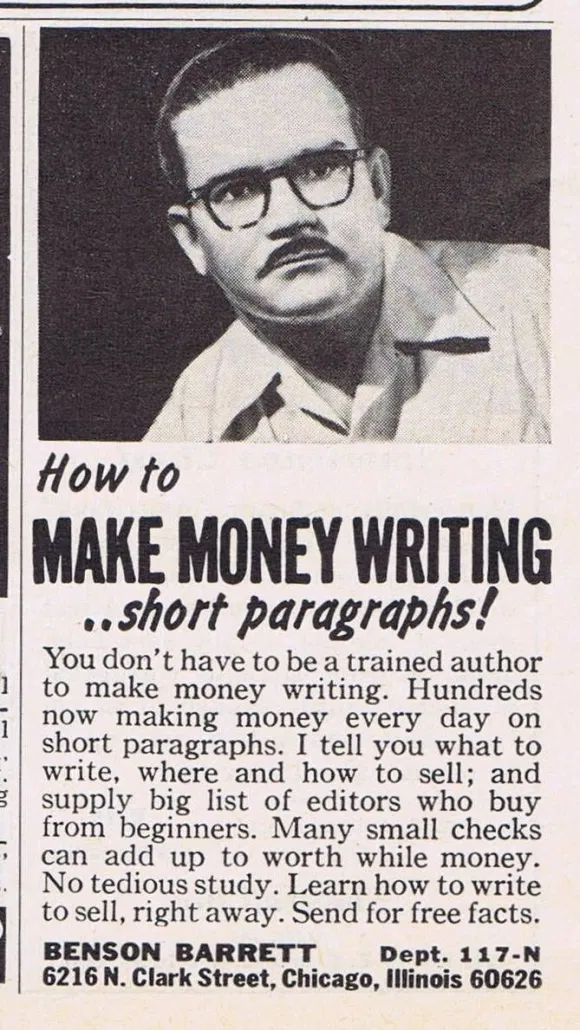 How to
MAKE MONEY WRITING
..short paragraphs!
You don't have to be a trained author
to make money writing. Hundreds
now making money every day on
short paragraphs. I tell you what to
write, where and how to sell; and
supply big list of editors who buy
from beginners. Many small checks
can add up to worth while money.
No tedious study. Learn how to write
to sell, right away. Send for free facts.
BENSON BARRETT Dept. 117-N
6216 N. Clark Street, Chicago, Illinois 60626